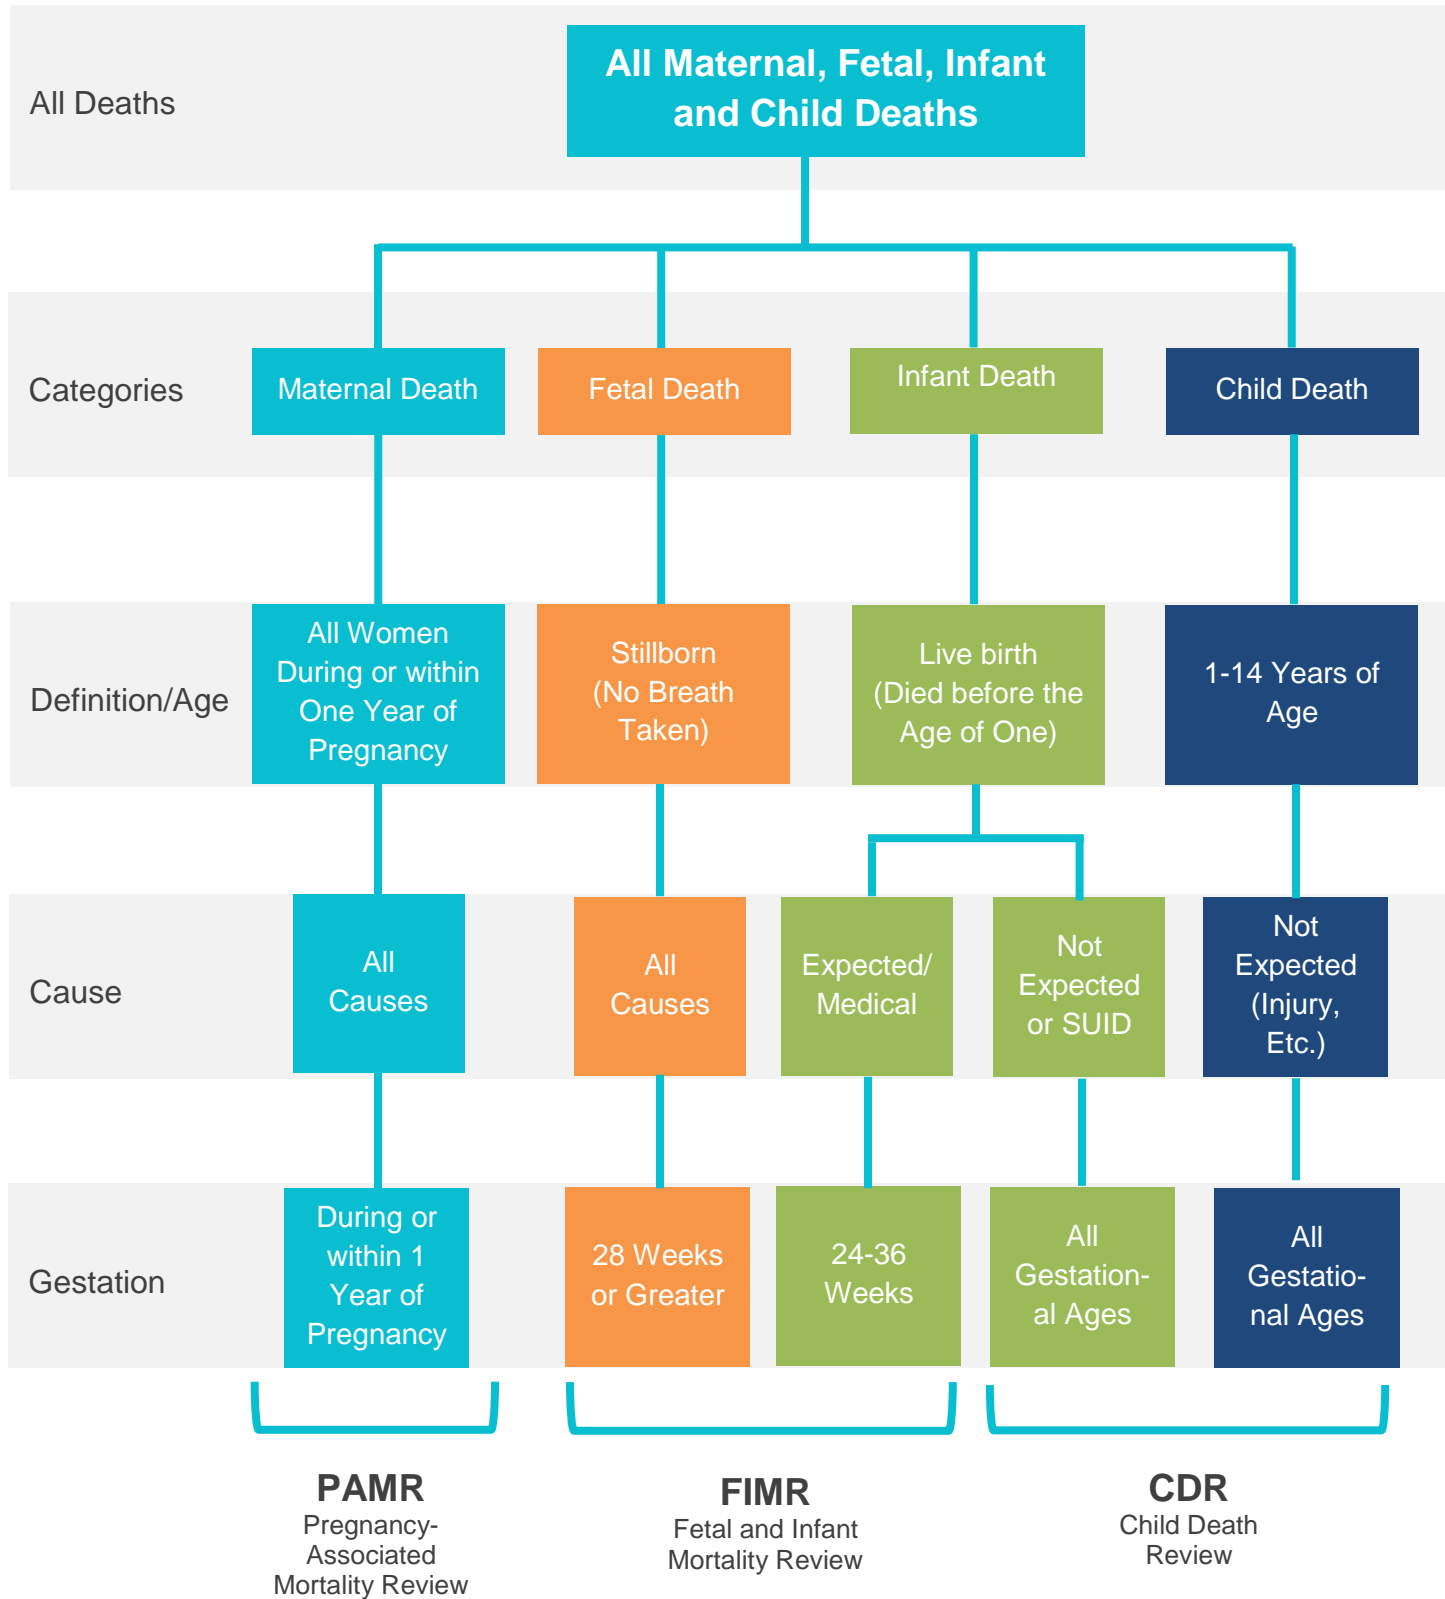 All Deaths
All Maternal, Fetal, Infant
and Child Deaths
Categories
Maternal Death
Fetal Death
Infant Death
Child Death
Definition/Age
All Women
During or within
One Year of
Pregnancy
Stillborn
(No Breath
Taken)
Live birth
(Died before the
Age of One)
1-14 Years of
Age
Cause
All
Causes
All
Causes
Expected/
Medical
Not
Expected
or SUID
Not
Expected
(Injury,
Etc.)
Gestation
During or
within 1
Year of
Pregnancy
28 Weeks
or Greater
24-36
Weeks
All
Gestation-
al Ages
All
Gestatio-
nal Ages
PAMR
Pregnancy-
Associated
Mortality Review
FIMR
Fetal and Infant
Mortality Review
CDR
Child Death
Review